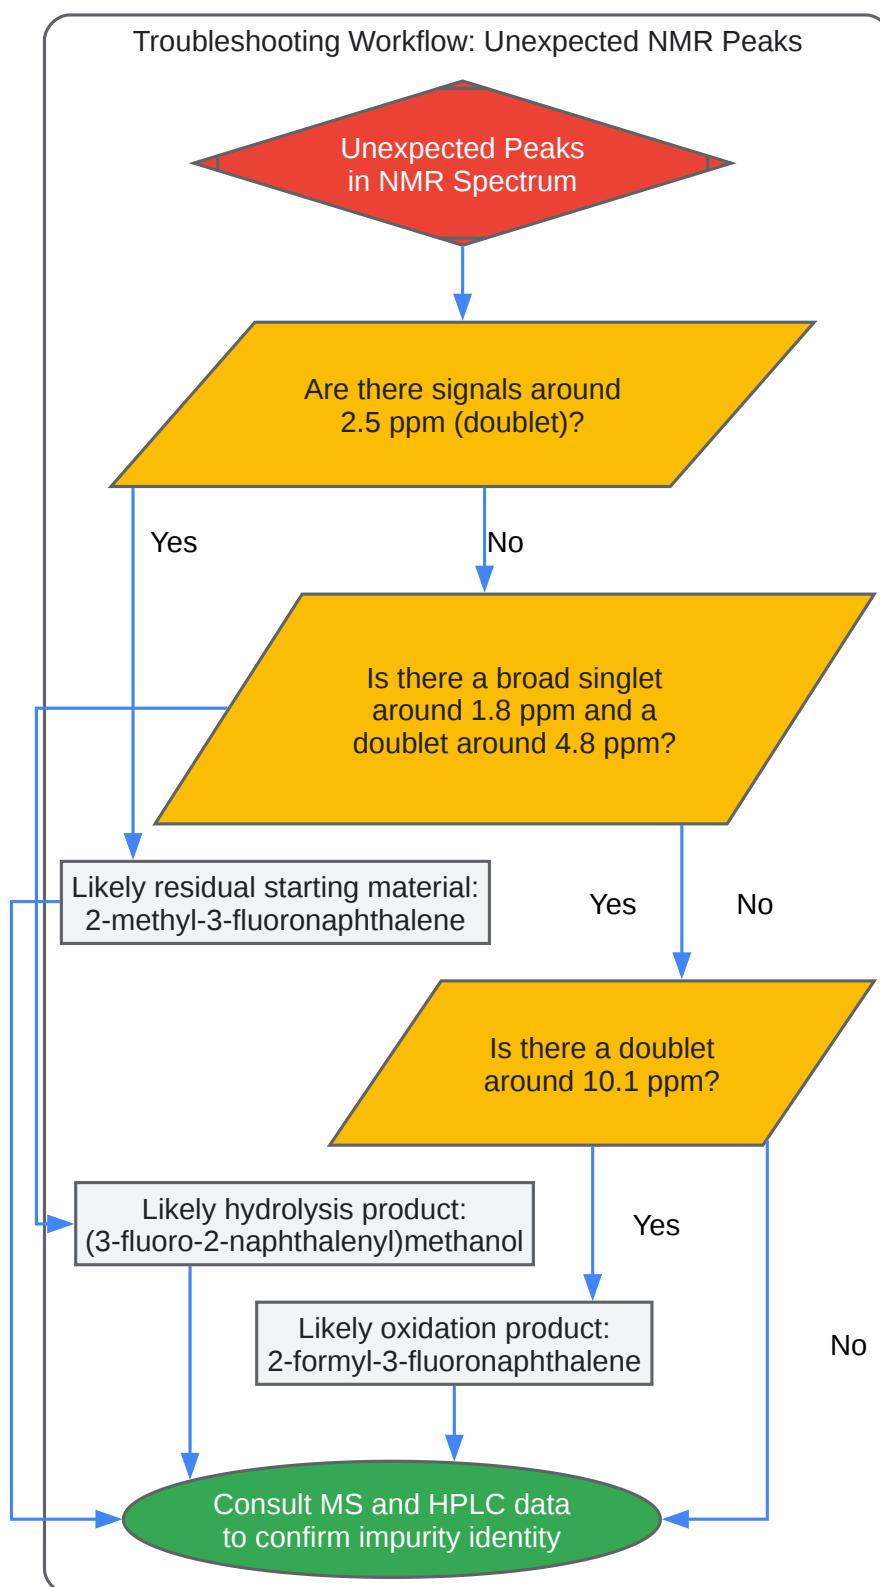 Troubleshooting Workflow: Unexpected NMR Peaks
Unexpected Peaks
in NMR Spectrum
Are there signals around
2.5 ppm (doublet)?
Yes
No
Is there a broad singlet
around 1.8 ppm and a
doublet around 4.8 ppm?
Likely residual starting material:
2-methyl-3-fluoronaphthalene
Yes
No
Is there a doublet
around 10.1 ppm?
Likely hydrolysis product:
(3-fluoro-2-naphthalenyl)methanol
Yes
Likely oxidation product:
2-formyl-3-fluoronaphthalene
No
Consult MS and HPLC data
to confirm impurity identity